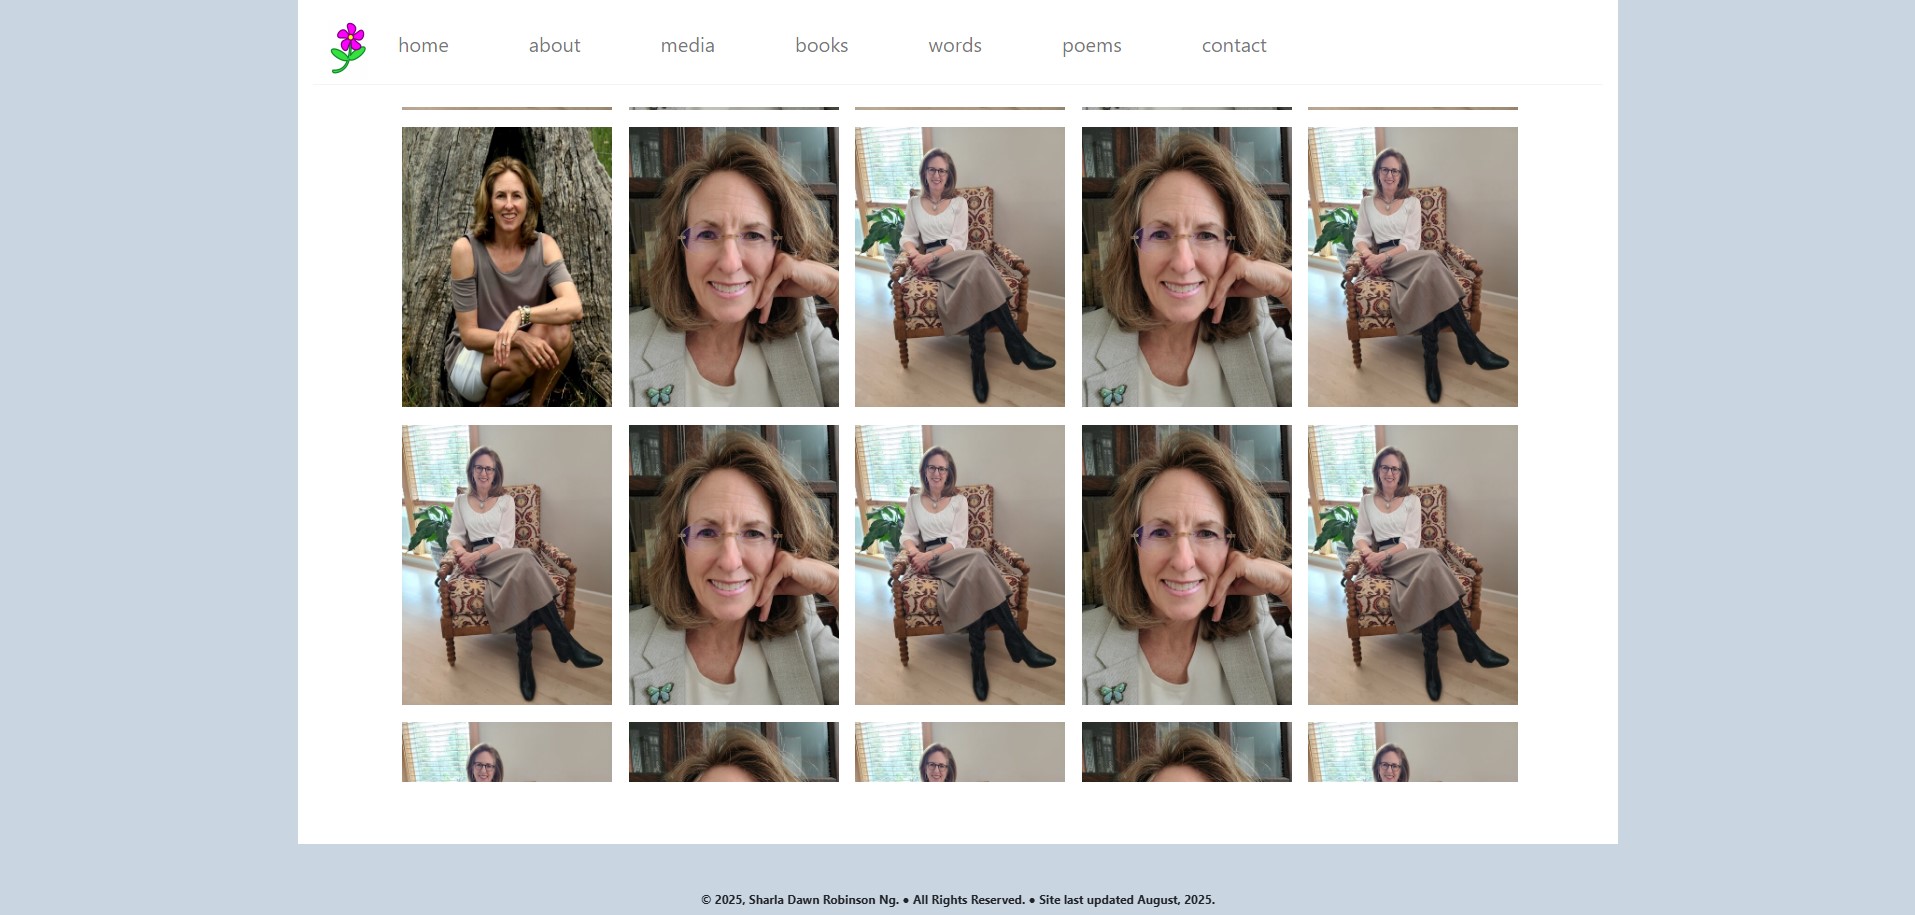 home about media books words poems contact
© 2025, Sharla Dawn Robinson Ng. ● All Rights Reserved. ● Site last updated August, 2025.